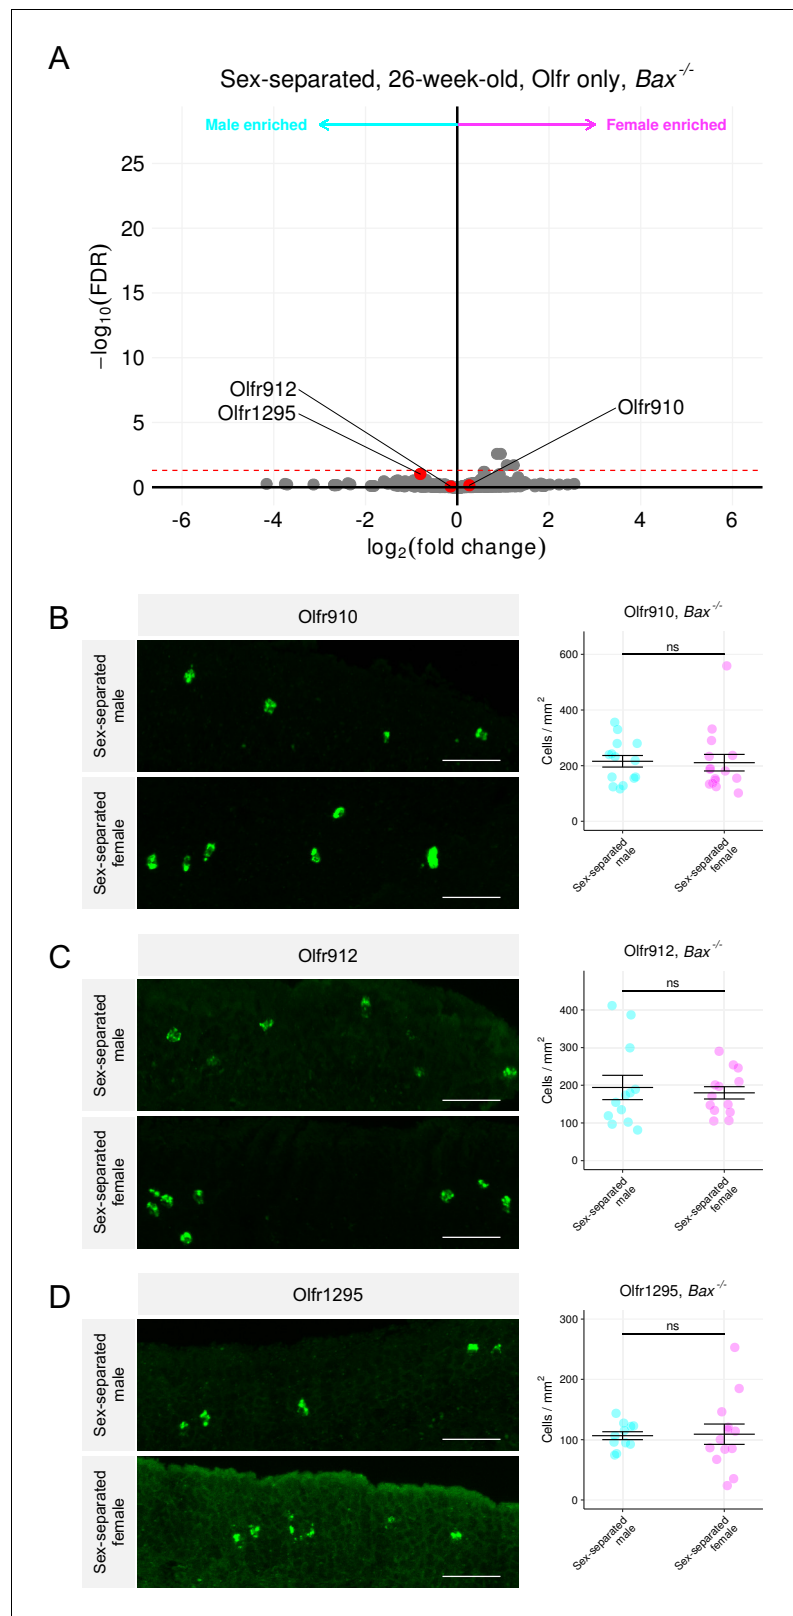 A
Sex-separated, 26-week-old, Olfr only, Bax-/-
Male enriched
Female enriched
25
20
15
10
5
0
−log10(FDR)
Olfr912
Olfr1295
Olfr910
-6
-4
-2
0
2
4
6
log2(fold change)
B
Olfr910
Sex-separated
male
Sex-separated
female
Olfr910, Bax-/-
ns
600
400
200
0
Cells / mm2
Sex-separated
male
Sex-separated
female
C
Olfr912
Sex-separated
male
Sex-separated
female
Olfr912, Bax-/-
ns
400
300
200
100
0
Cells / mm2
Sex-separated
male
Sex-separated
female
D
Olfr1295
Sex-separated
male
Sex-separated
female
Olfr1295, Bax-/-
ns
300
200
100
0
Cells / mm2
Sex-separated
male
Sex-separated
female